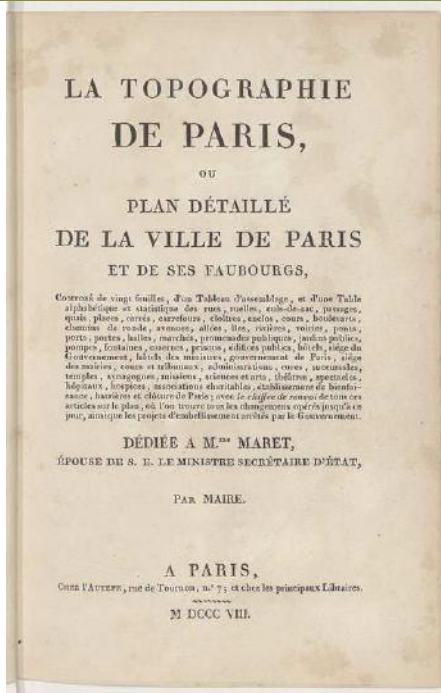 LA TOPOGRAPHIE
DE PARIS,
OU
PLAN DÉTAILLÉ
DE LA VILLE DE PARIS
ET DE SES FAUBOURGS,
Composé de vingt feuilles, d'un Tableau d'assemblage, et d'une Table
alphabétique et statistique des rues, ruelles, culs-de-sac, passages,
quais, places, carrés, carrefours, cloîtres, enclos, cours, boulevarts,
chemins de ronde, avenues, allées, îles, rivières, voiries, ponts,
ports, portes, halles, marchés, promenades publiques, jardins publics,
pompes, fontaines, casernes, prisons, édifices publics, hôtels, siége du
Gouvernement, hôtels des ministres, gouvernement de Paris, siége
des mairies, cours et tribunaux, administrations, cures, succursales,
temples, synagogues, missions, sciences et arts, théâtres, spectacles,
hôpitaux, hospices, associations charitables, établissemens de bienfai-
sance, barrières et clôture de Paris; avec le chiffre de renvoi de tous ces
articles sur le plan, où l'on trouve tous les changemens opérés jusqu'à ce
jour, ainsi que les projets d'embellissement arrêtés par le Gouvernement.
DÉDIÉE A M.me MARET,
ÉPOUSE DE S. E. LE MINISTRE SECRÉTAIRE D'ÉTAT,
PAR MAIRE.
A PARIS,
CHEZ L'AUTEUR, rue de Tournon, n.º 7; et chez les principaux Libraires.
M DCCC VIII.